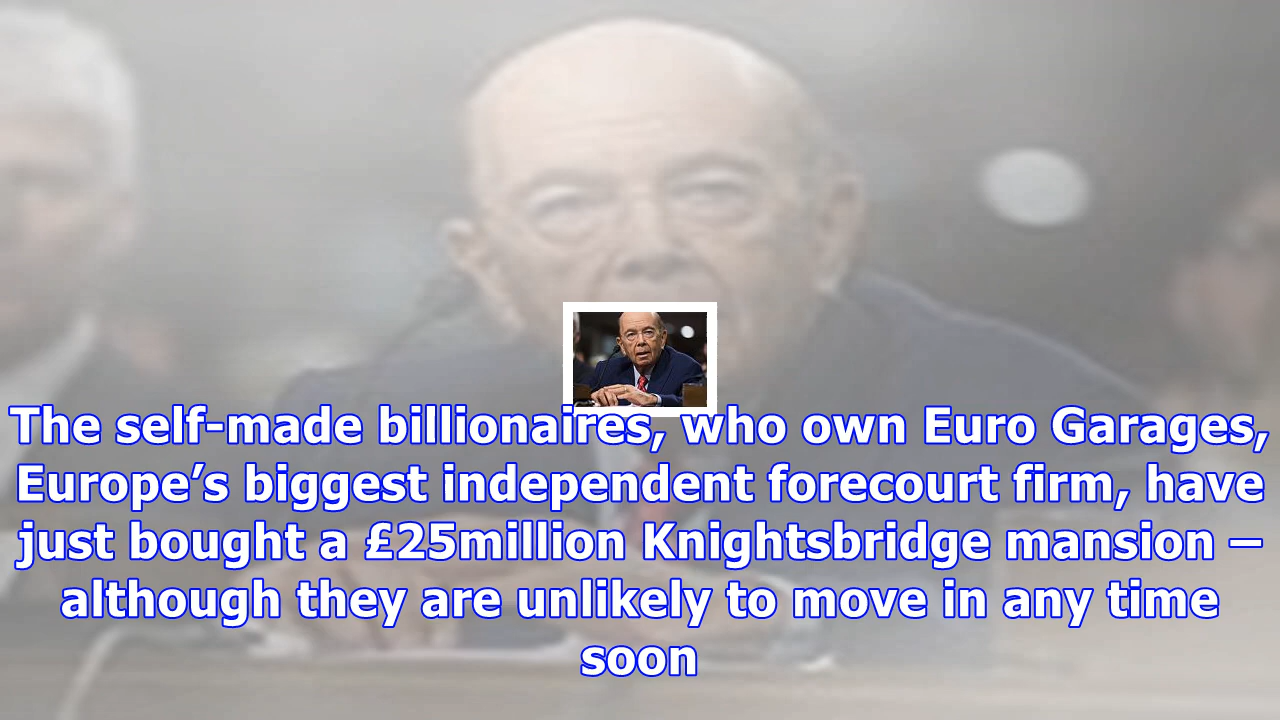 The self-made billionaires, who own Euro Garages,
Europe’s biggest independent forecourt firm, have
just bought a £25million Knightsbridge mansion –
although they are unlikely to move in any time
soon